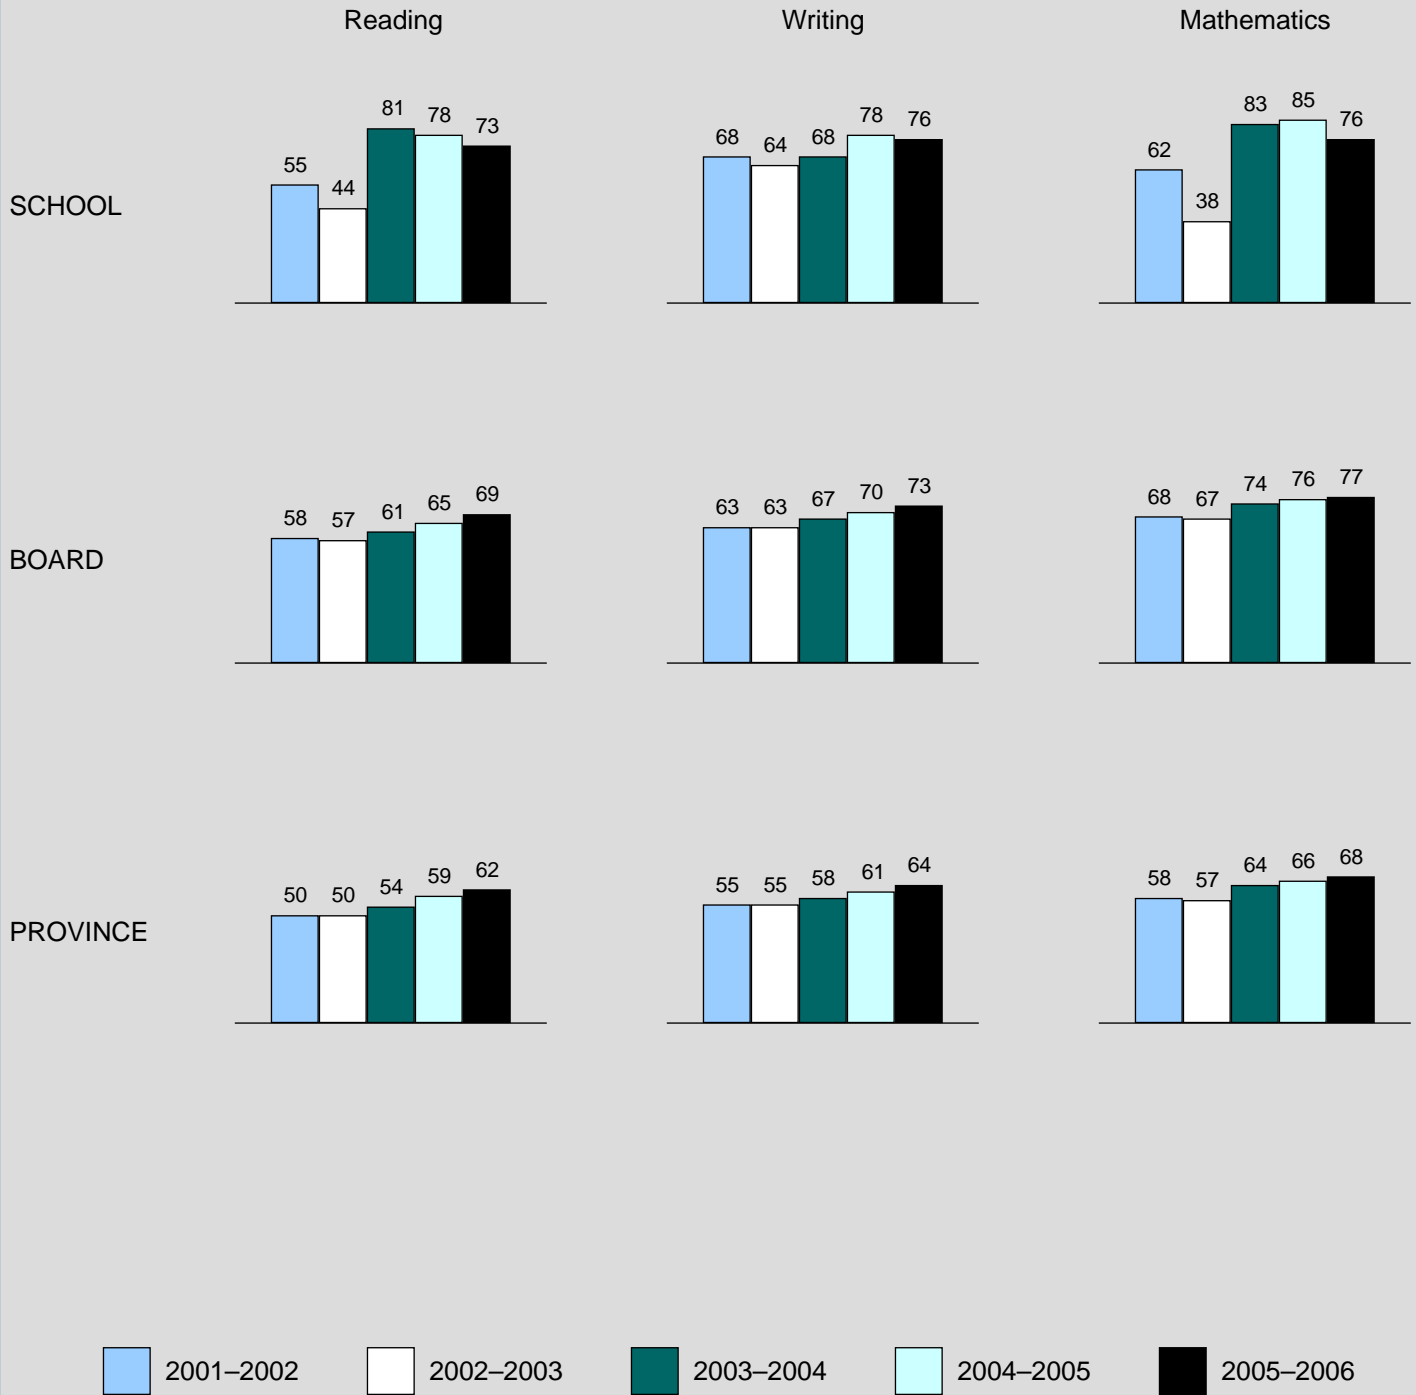 Reading Writing Mathematics
SCHOOL
55 44 81 78 73
68 64 68 78 76
62 38 83 85 76
BOARD
58 57 61 65 69
63 63 67 70 73
68 67 74 76 77
PROVINCE
50 50 54 59 62
55 55 58 61 64
58 57 64 66 68
2001–2002 2002–2003 2003–2004 2004–2005 2005–2006